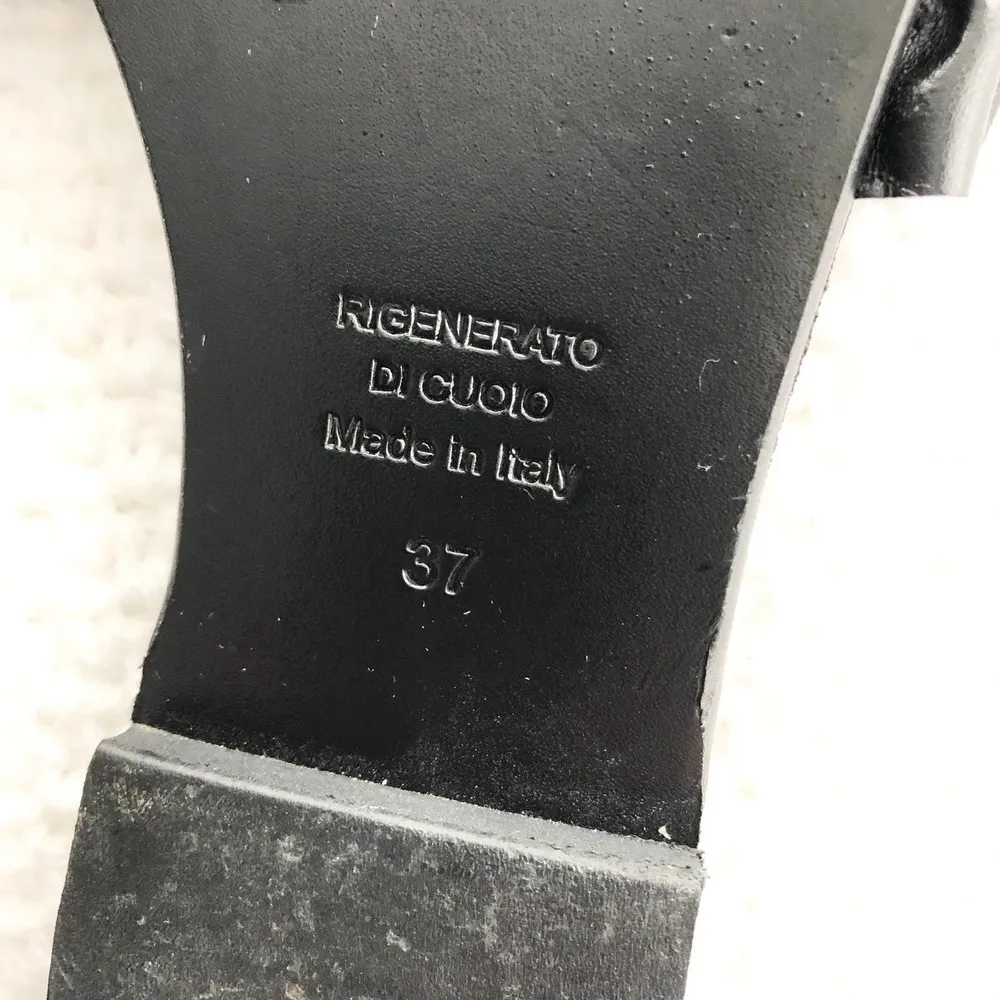 RIGENERATO
DI CUOIO
Made in Italy
37